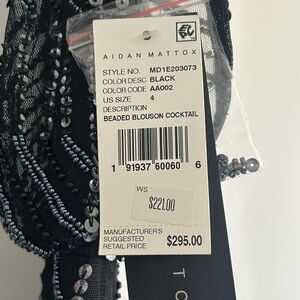 AIDAN MATTOX
STYLE NO. MD1E203073
COLOR DESC BLACK
COLOR CODE AA002
US SIZE 4
DESCRIPTION
BEADED BLOUSON COCKTAIL
1 91937 60060 6
WS
$221.00
MANUFACTURER'S
SUGGESTED
RETAIL PRICE $295.00
T O